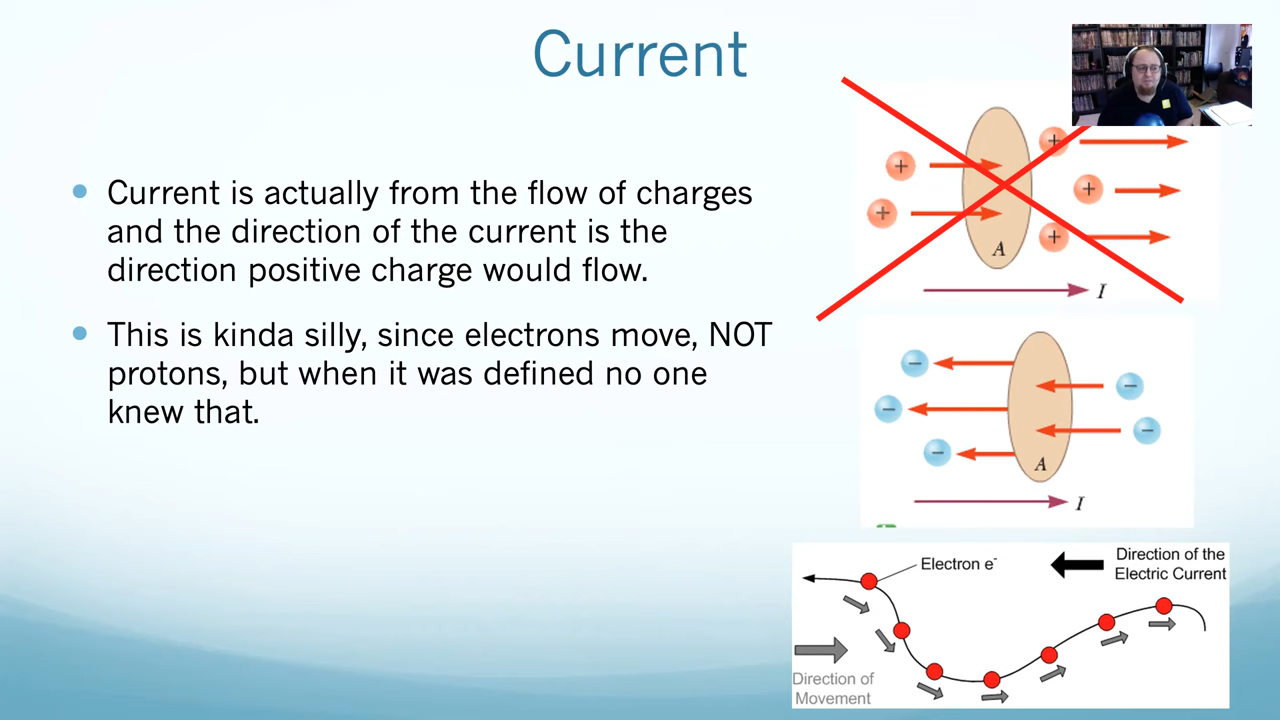 Current
• Current is actually from the flow of charges
and the direction of the current is the
direction positive charge would flow.
• This is kinda silly, since electrons move, NOT
protons, but when it was defined no one
knew that.
+
+
+
+
+
A
I
−
−
−
−
−
A
I
Electron e⁻
Direction of the
Electric Current
Direction of
Movement